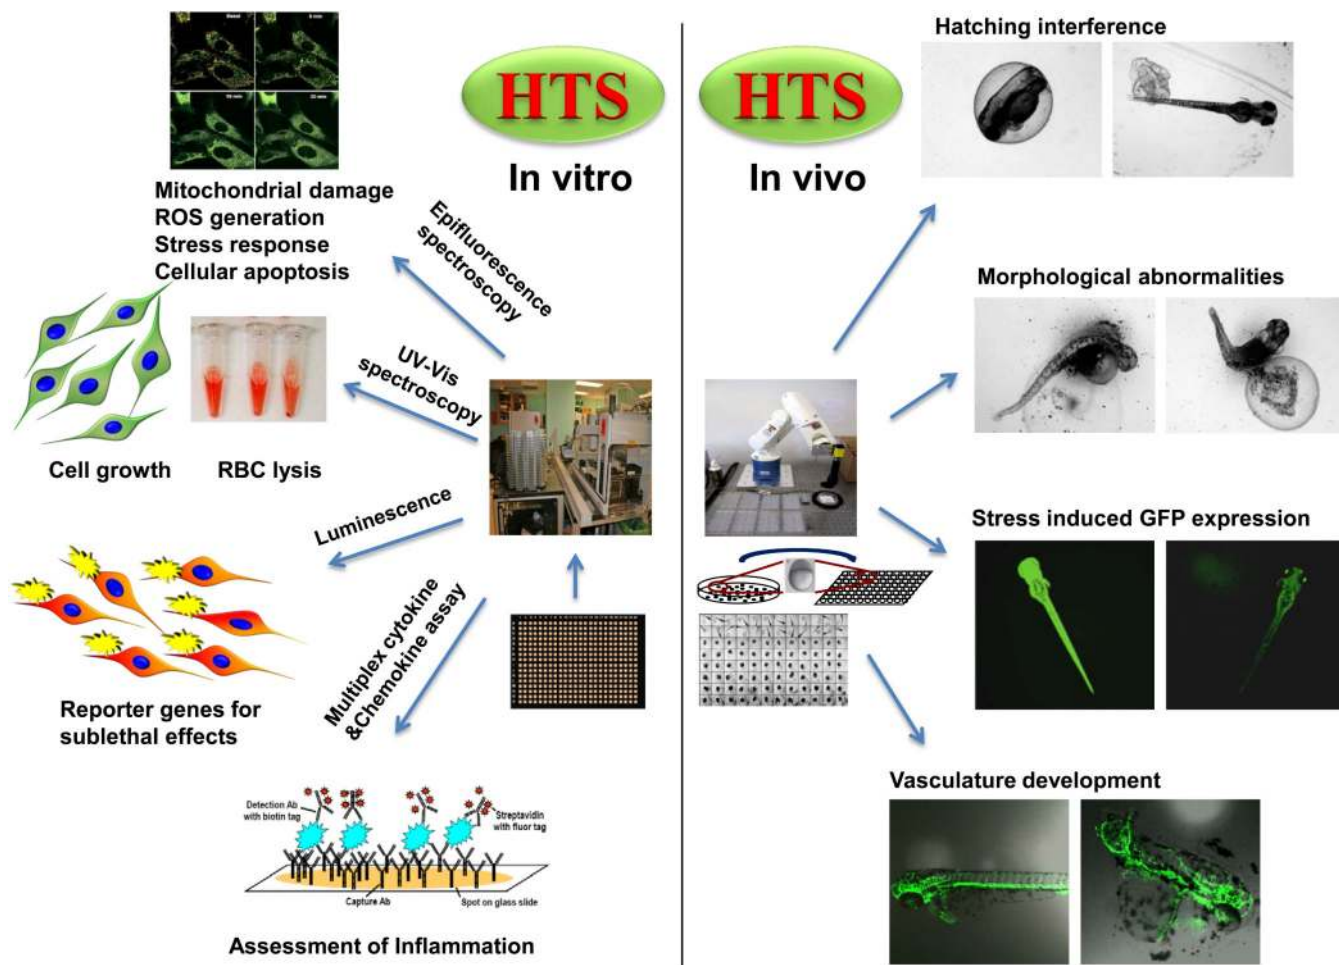 HTS
In vitro
Basal
Mitochondrial damage
ROS generation
Stress response
Cellular apoptosis
Epifluorescence
spectroscopy
UV-Vis
spectroscopy
Cell growth
RBC lysis
Luminescence
Reporter genes for
sublethal effects
Multiplex cytokine
&Chemokine assay
Detection Ab
with biotin tag
Streptavidin
with fluor tag
Capture Ab
Spot on glass slide
Assessment of Inflammation
HTS
In vivo
Hatching interference
Morphological abnormalities
Stress induced GFP expression
Vasculature development